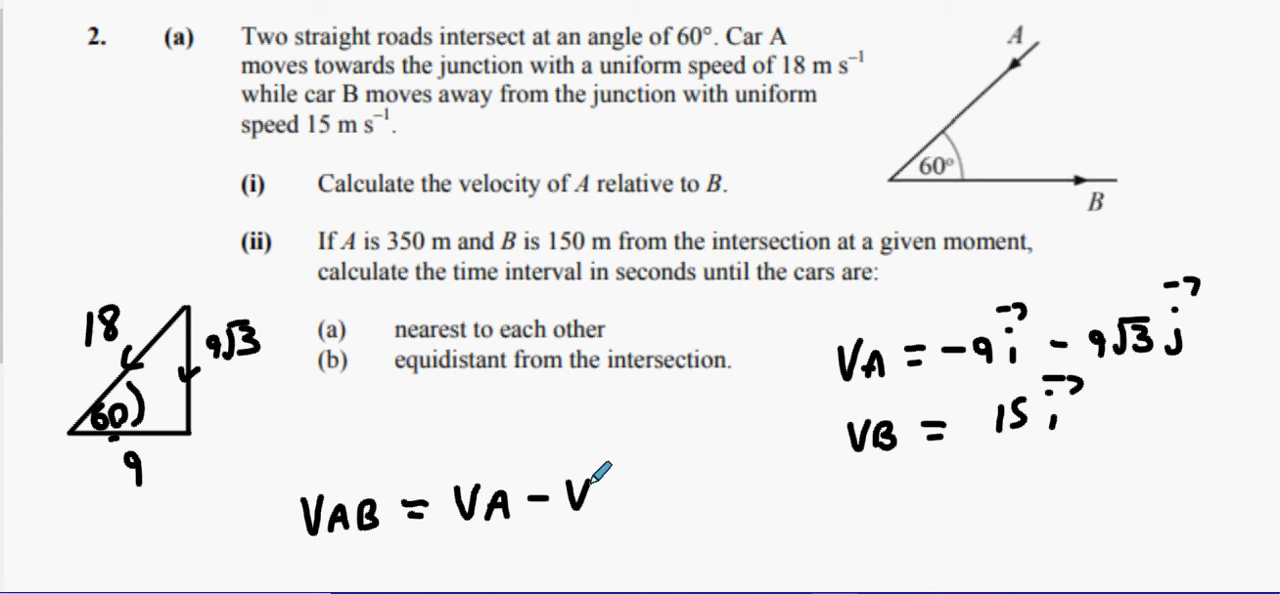 2. (a) Two straight roads intersect at an angle of 60°. Car A
moves towards the junction with a uniform speed of 18 m s⁻¹
while car B moves away from the junction with uniform
speed 15 m s⁻¹.
A
60°
B
(i) Calculate the velocity of A relative to B.
(ii) If A is 350 m and B is 150 m from the intersection at a given moment,
calculate the time interval in seconds until the cars are:
(a) nearest to each other
(b) equidistant from the intersection.
18
9√3
60
9
VA = -9i⃗ - 9√3 j⃗
VB = 15 i⃗
VAB = VA - V